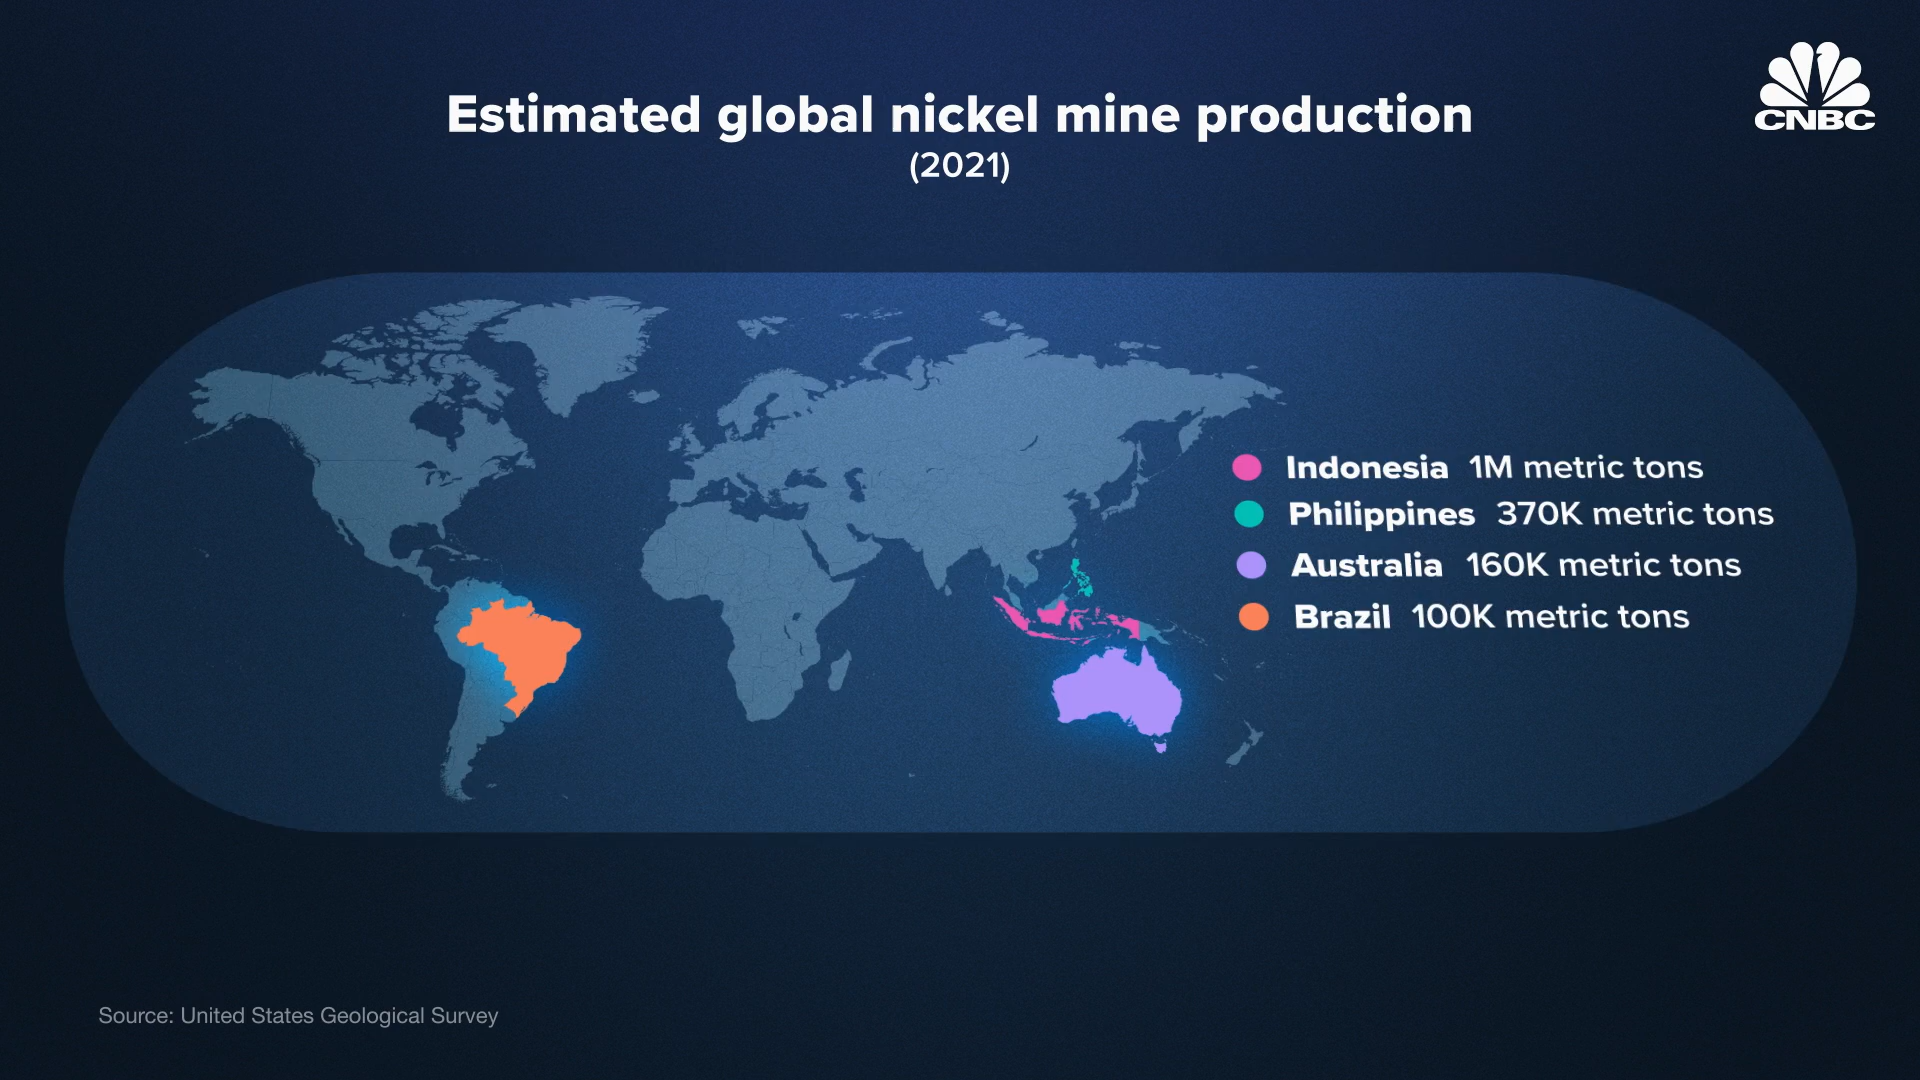 Estimated global nickel mine production
(2021)
CNBC
Indonesia 1M metric tons
Philippines 370K metric tons
Australia 160K metric tons
Brazil 100K metric tons
Source: United States Geological Survey